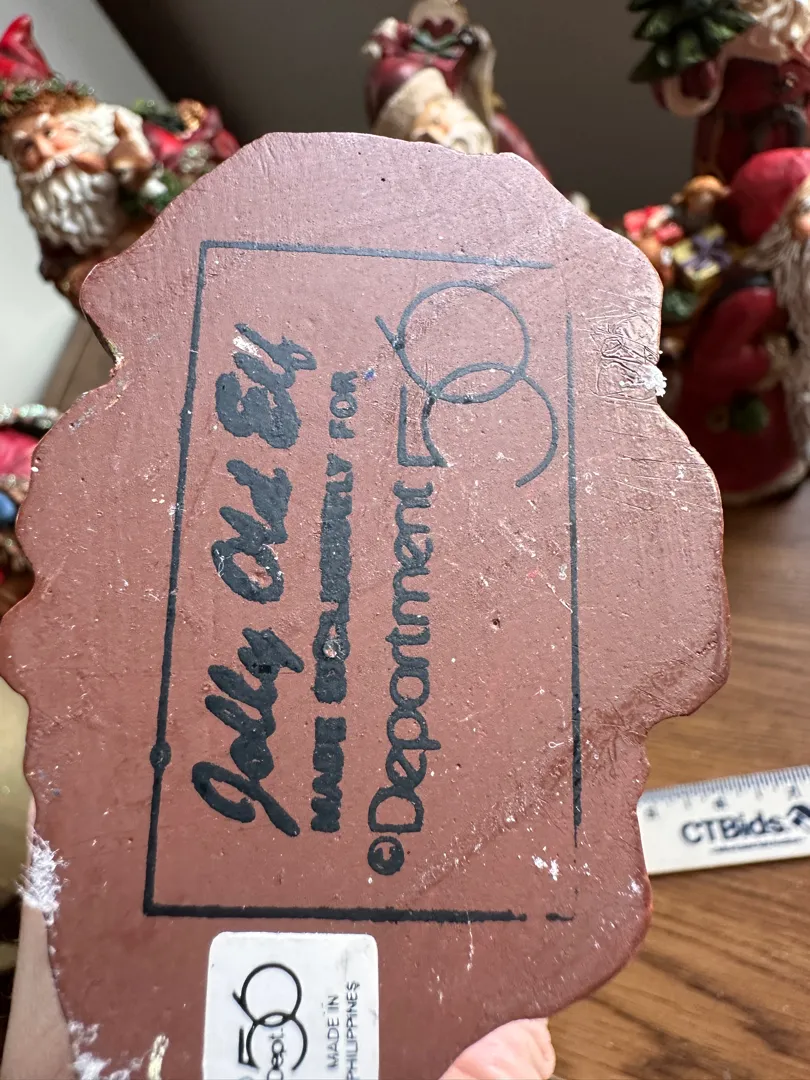 Jolly Old Elf
MADE EXCLUSIVELY FOR
©Department 56
56
Dept.
MADE IN
PHILIPPINES
CTBids